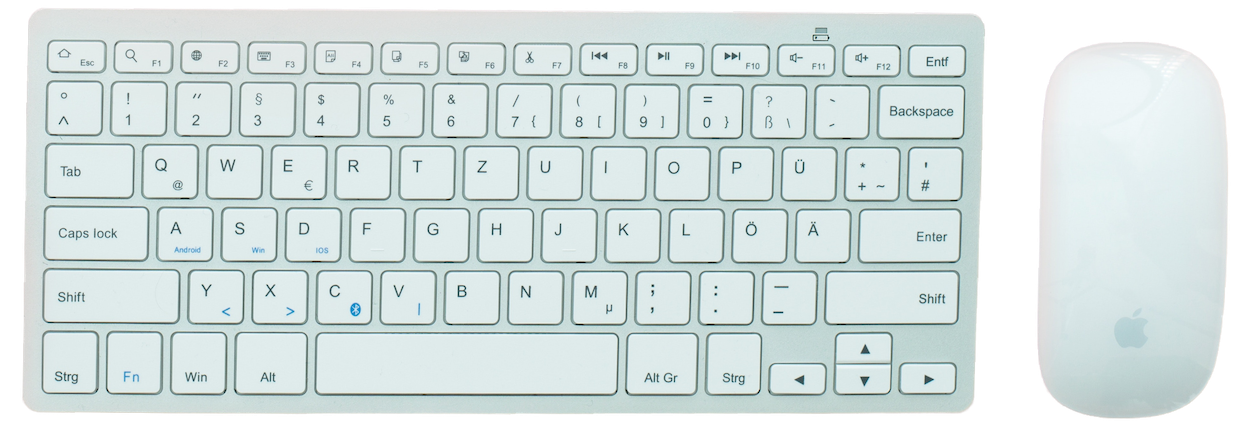 Esc F1 F2 F3 F4 F5 F6 F7 F8 F9 F10 F11 F12 Entf
° ! " § $ % & / ( ) = ? ` Backspace
^ 1 2 3 4 5 6 7 { 8 [ 9 ] 0 } ß \ ´
Tab Q W E R T Z U I O P Ü * '
@ € + ~ #
Caps lock A S D F G H J K L Ö Ä Enter
Android Win IOS
Shift Y X C V B N M ; : — Shift
< > | µ , . _
Strg Fn Win Alt Alt Gr Strg